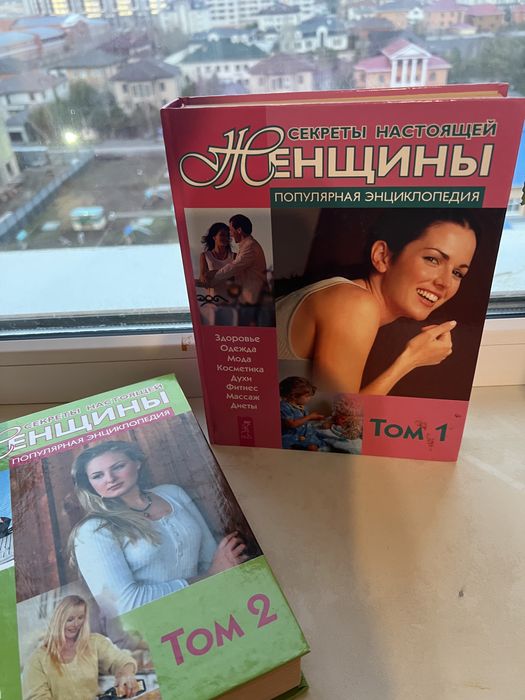 СЕКРЕТЫ НАСТОЯЩЕЙ
ЖЕНЩИНЫ
ПОПУЛЯРНАЯ ЭНЦИКЛОПЕДИЯ
Здоровье
Одежда
Мода
Косметика
Духи
Фитнес
Массаж
Диеты
Том 1
СЕКРЕТЫ НАСТОЯЩЕЙ
ЖЕНЩИНЫ
ПОПУЛЯРНАЯ ЭНЦИКЛОПЕДИЯ
Том 2